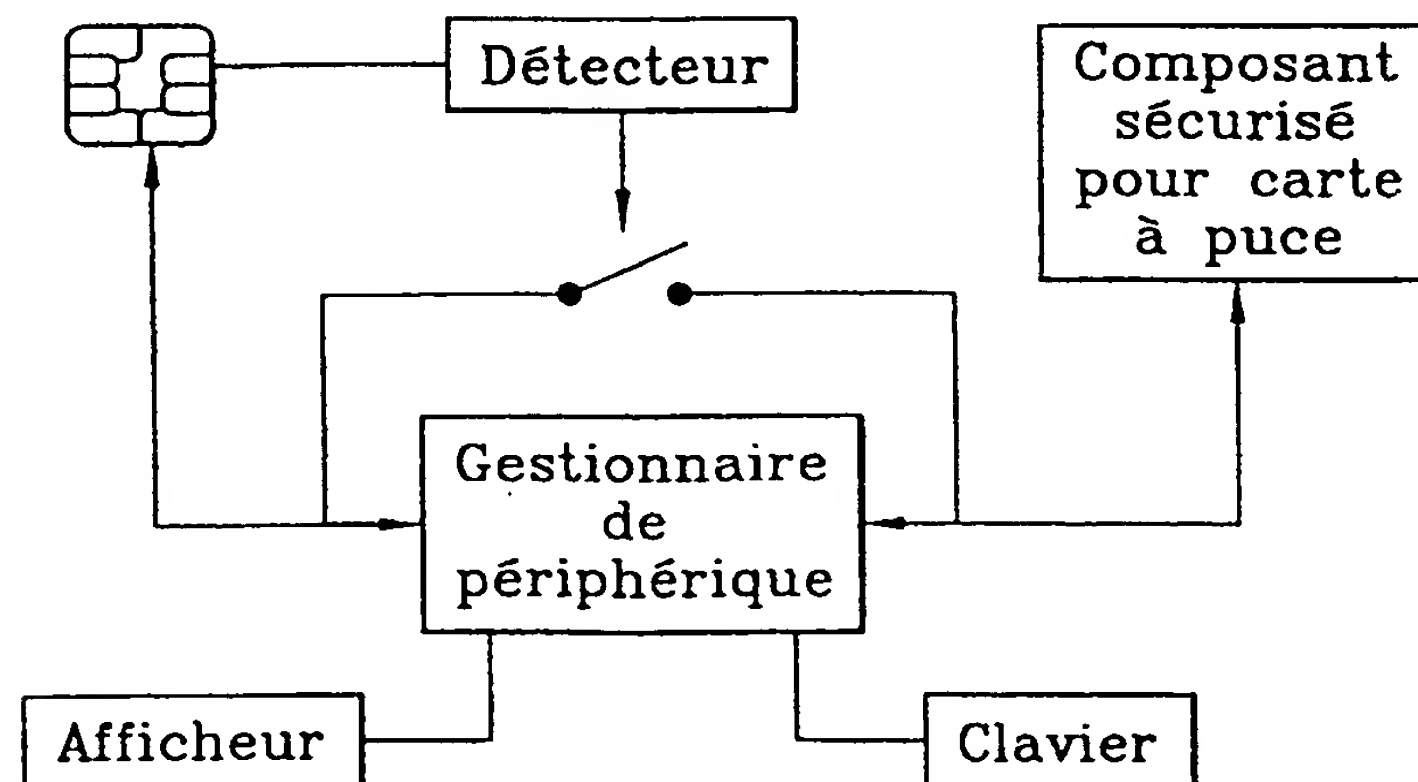 Détecteur
Composant
sécurisé
pour carte
à puce
Gestionnaire
de
périphérique
Afficheur
Clavier